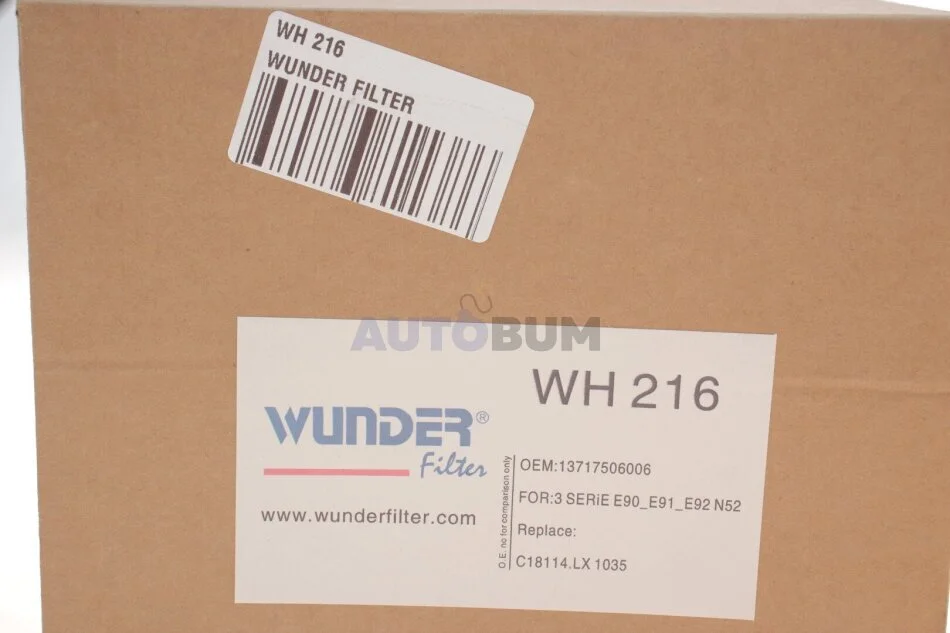 WH 216
WUNDER FILTER
AUTOBUM
WH 216
WUNDER®
Filter
www.wunderfilter.com
O.E. no for comparison only
OEM:13717506006
FOR:3 SERiE E90_E91_E92 N52
Replace:
C18114.LX 1035